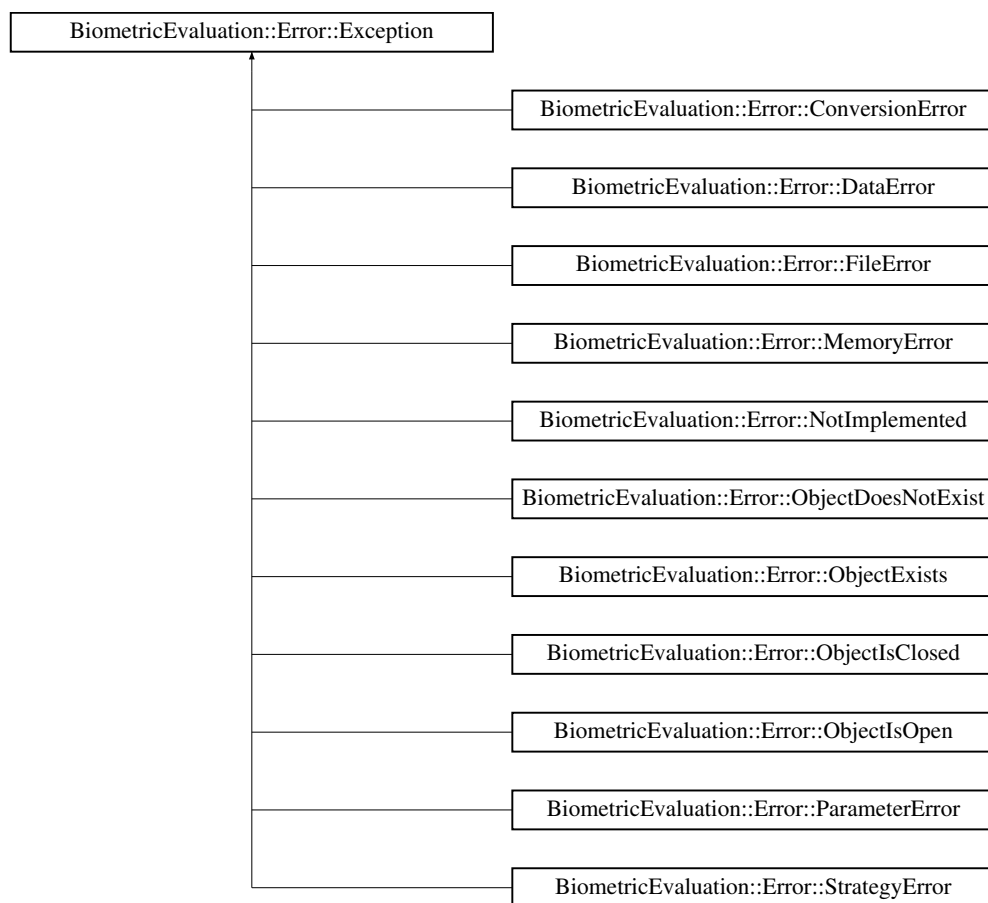 BiometricEvaluation::Error::Exception
BiometricEvaluation::Error::ConversionError
BiometricEvaluation::Error::DataError
BiometricEvaluation::Error::FileError
BiometricEvaluation::Error::MemoryError
BiometricEvaluation::Error::NotImplemented
BiometricEvaluation::Error::ObjectDoesNotExist
BiometricEvaluation::Error::ObjectExists
BiometricEvaluation::Error::ObjectIsClosed
BiometricEvaluation::Error::ObjectIsOpen
BiometricEvaluation::Error::ParameterError
BiometricEvaluation::Error::StrategyError